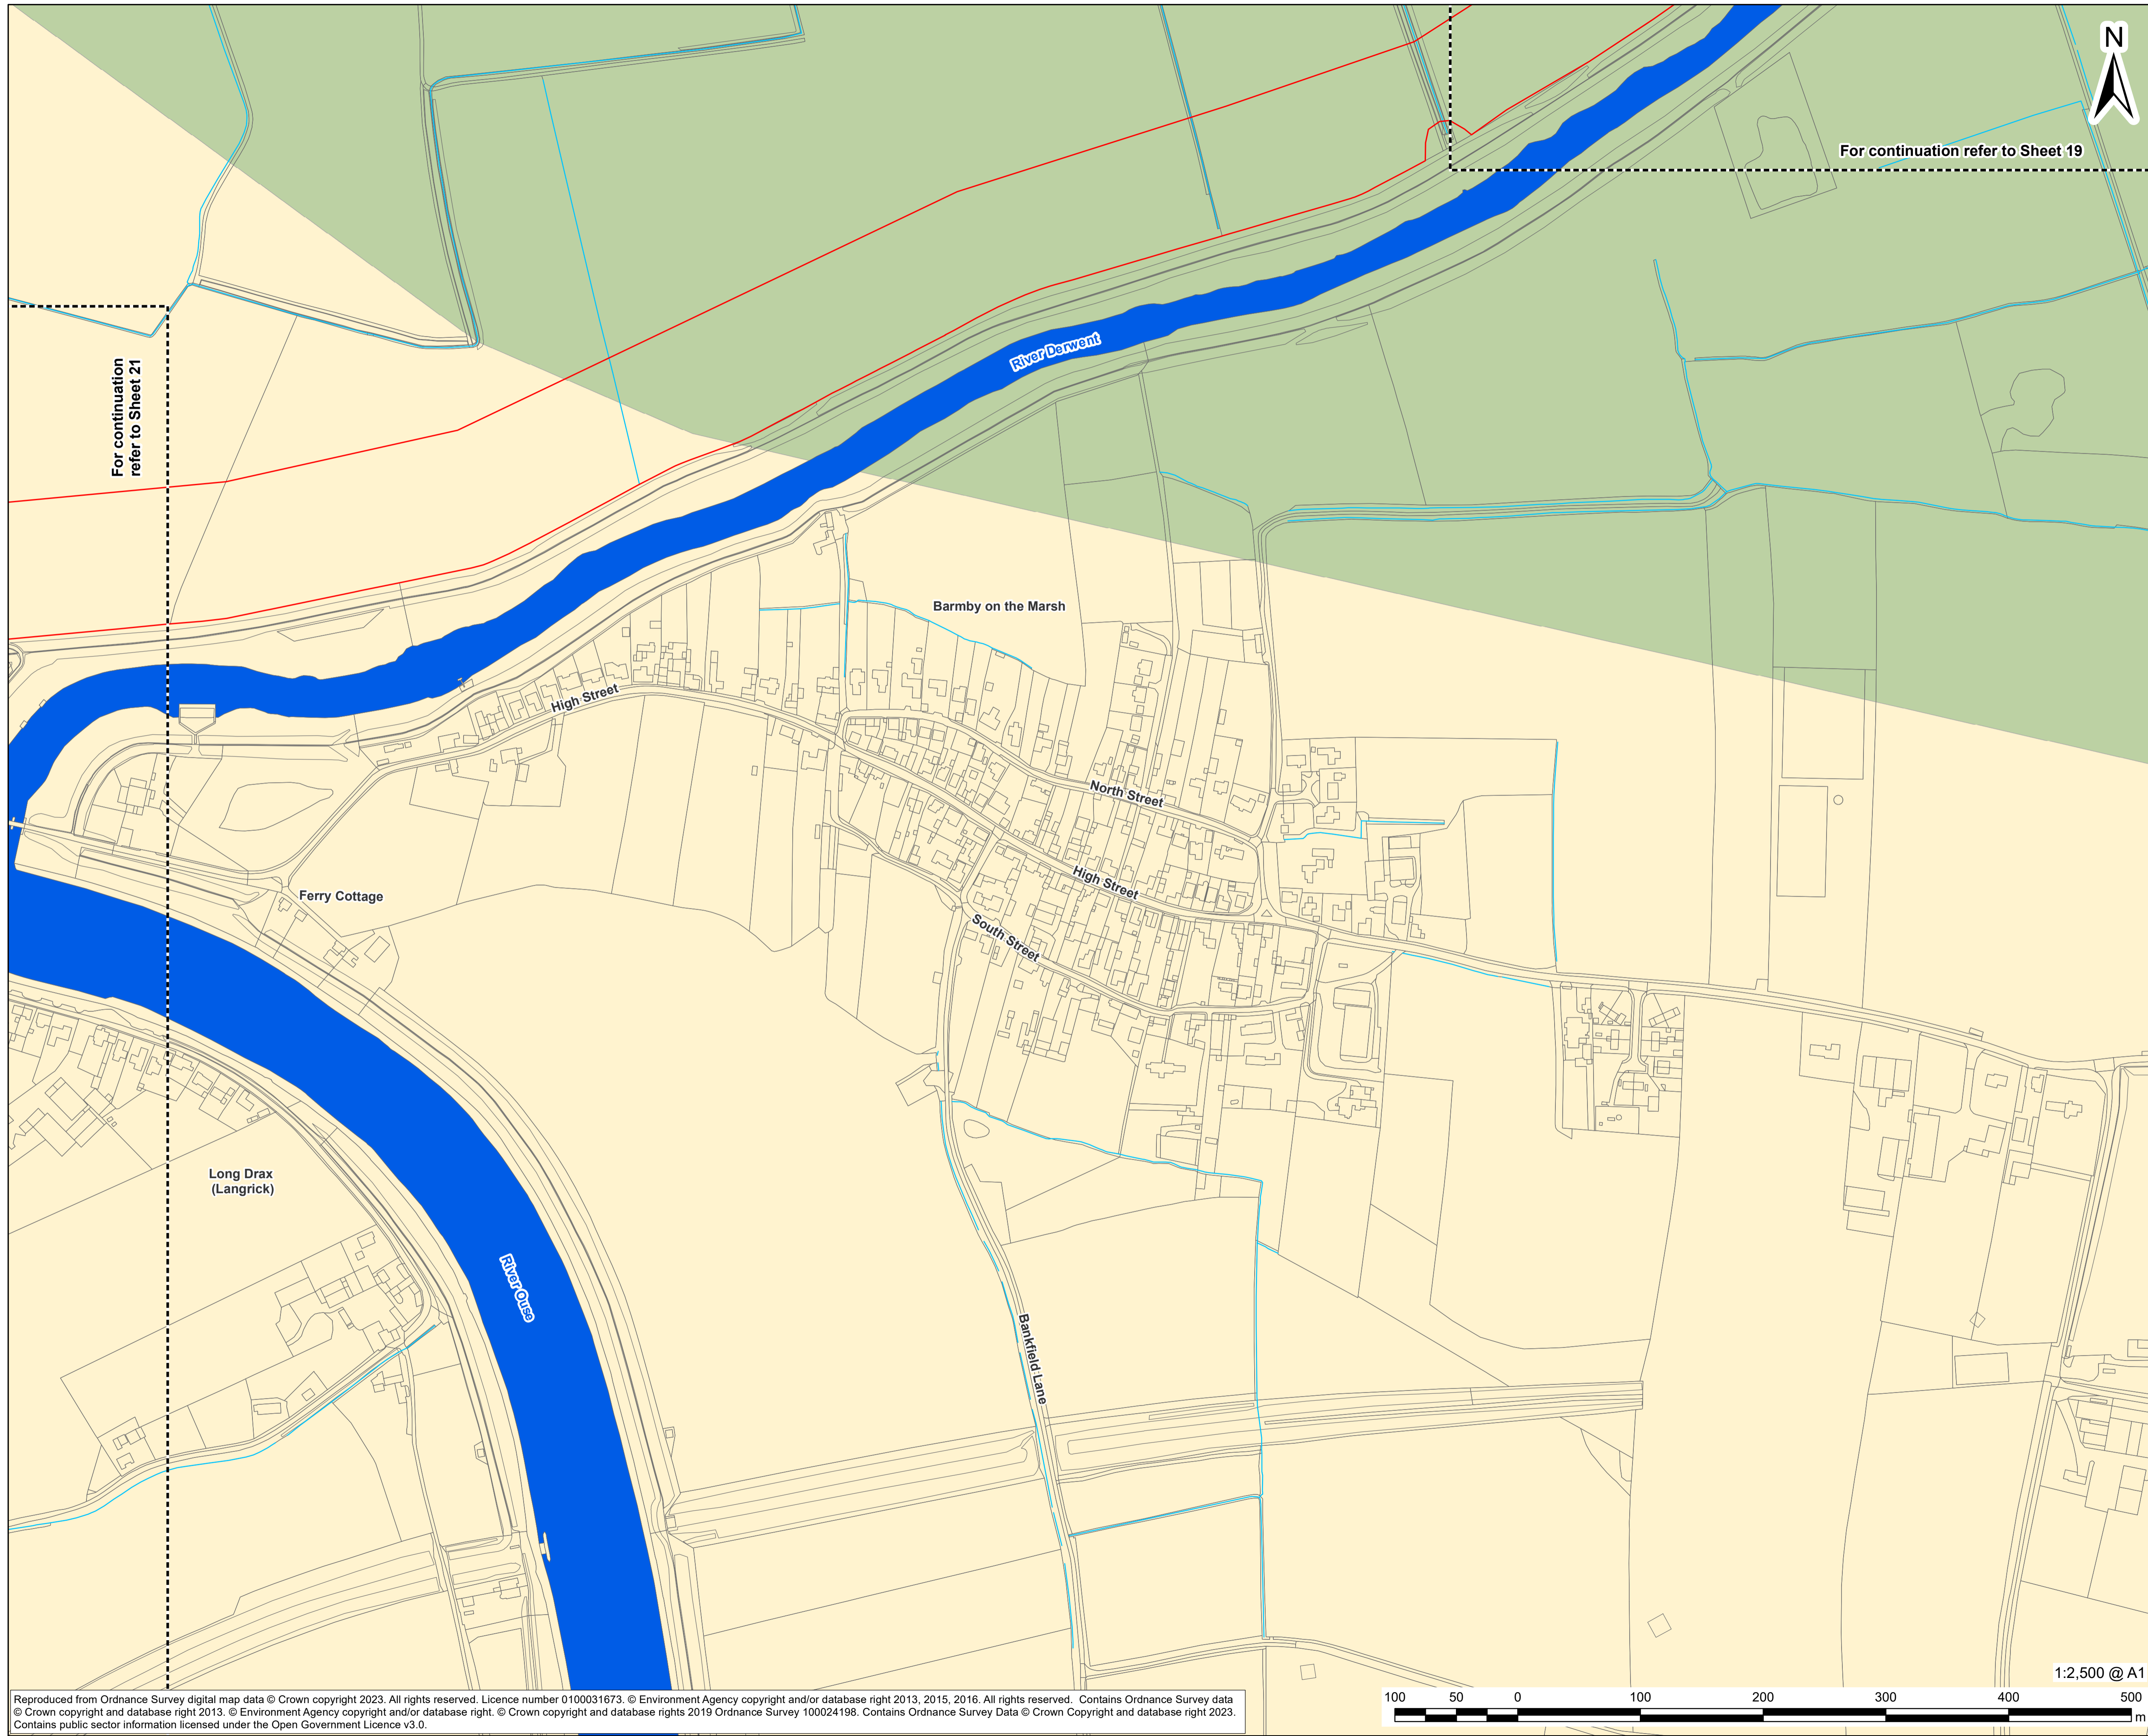 N
For continuation refer to Sheet 19
For continuation
refer to Sheet 21
River Derwent
Barmby on the Marsh
High Street
North Street
High Street
Ferry Cottage
South Street
Long Drax
(Langrick)
River Ouse
Bankfield Lane
1:2,500 @ A1
100 50 0 100 200 300 400 500
m
Reproduced from Ordnance Survey digital map data © Crown copyright 2023. All rights reserved. Licence number 0100031673. © Environment Agency copyright and/or database right 2013, 2015, 2016. All rights reserved. Contains Ordnance Survey data
© Crown copyright and database right 2013. © Environment Agency copyright and/or database right. © Crown copyright and database rights 2019 Ordnance Survey 100024198. Contains Ordnance Survey Data © Crown Copyright and database right 2023.
Contains public sector information licensed under the Open Government Licence v3.0.